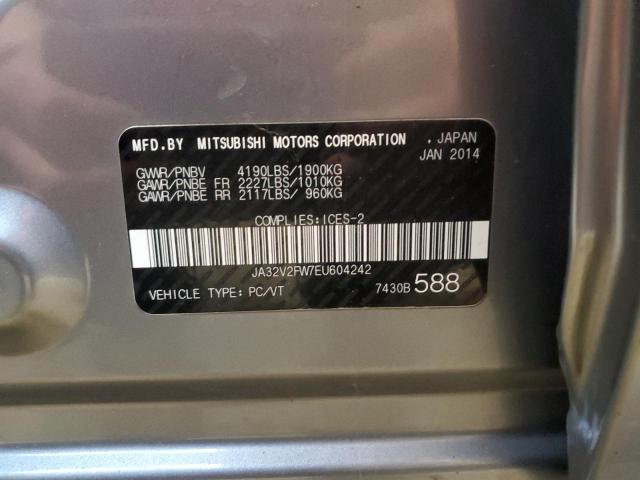 MFD.BY MITSUBISHI MOTORS CORPORATION . JAPAN
JAN 2014
GVWR/PNBV 4190LBS/1900KG
GAWR/PNBE FR 2227LBS/1010KG
GAWR/PNBE RR 2117LBS/ 960KG
COMPLIES:ICES-2
JA32V2FW7EU604242
VEHICLE TYPE: PC/VT 7430B 588